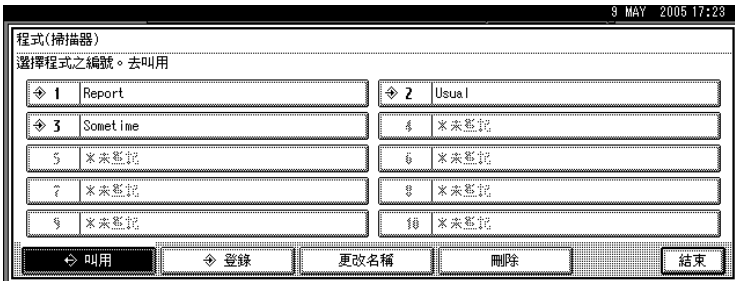 9 MAY 2005 17:23
程式(掃描器)
選擇程式之編號。去叫用
1 Report
2 Usual
3 Sometime
4 *未登記
5 *未登記
6 *未登記
7 *未登記
8 *未登記
9 *未登記
10 *未登記
叫用 登錄 更改名稱 刪除 結束